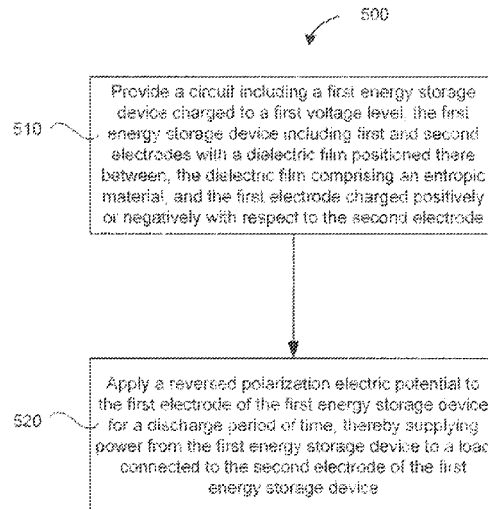 500
510
Provide a circuit including a first energy storage
device charged to a first voltage level, the first
energy storage device including first and second
electrodes with a dielectric film positioned there
between, the dielectric film comprising an entropic
material, and the first electrode charged positively
or negatively with respect to the second electrode
520
Apply a reversed polarization electric potential to
the first electrode of the first energy storage device
for a discharge period of time, thereby supplying
power from the first energy storage device to a load
connected to the second electrode of the first
energy storage device